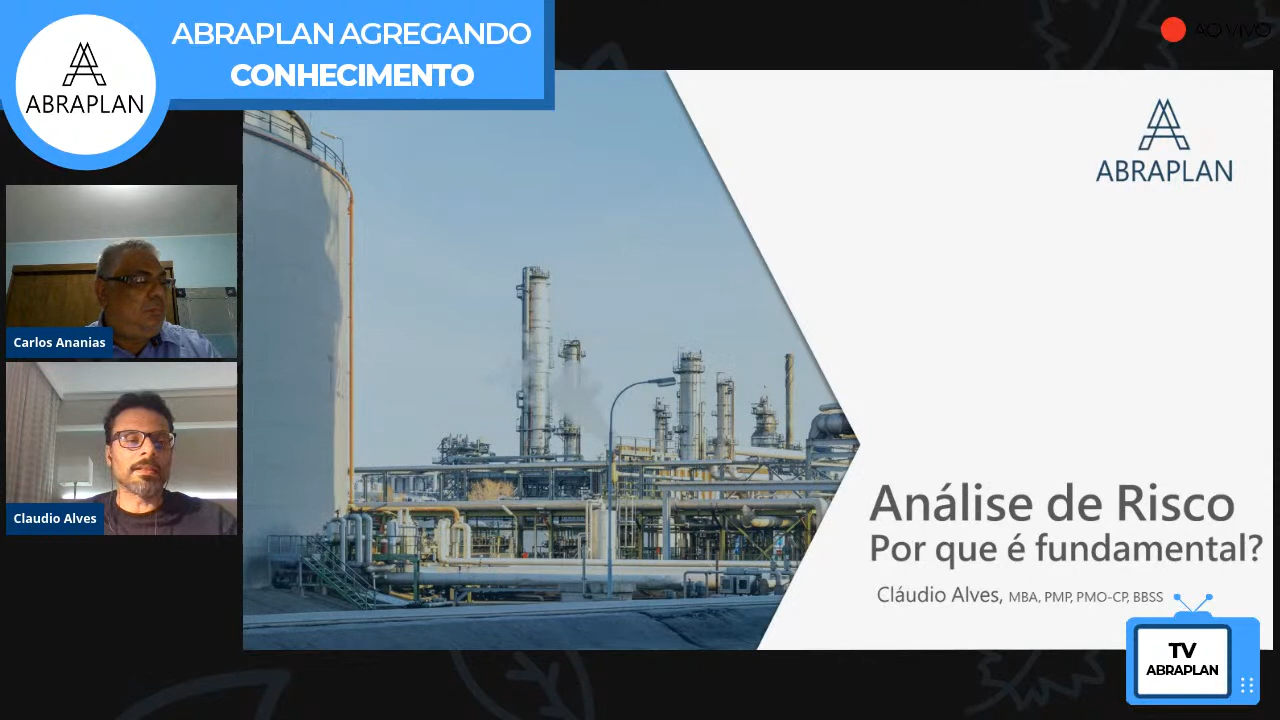 ABRAPLAN AGREGANDO
CONHECIMENTO
ABRAPLAN
AO VIVO
ABRAPLAN
Carlos Ananias
Claudio Alves
Análise de Risco
Por que é fundamental?
Cláudio Alves, MBA, PMP, PMO-CP, BBSS
TV
ABRAPLAN